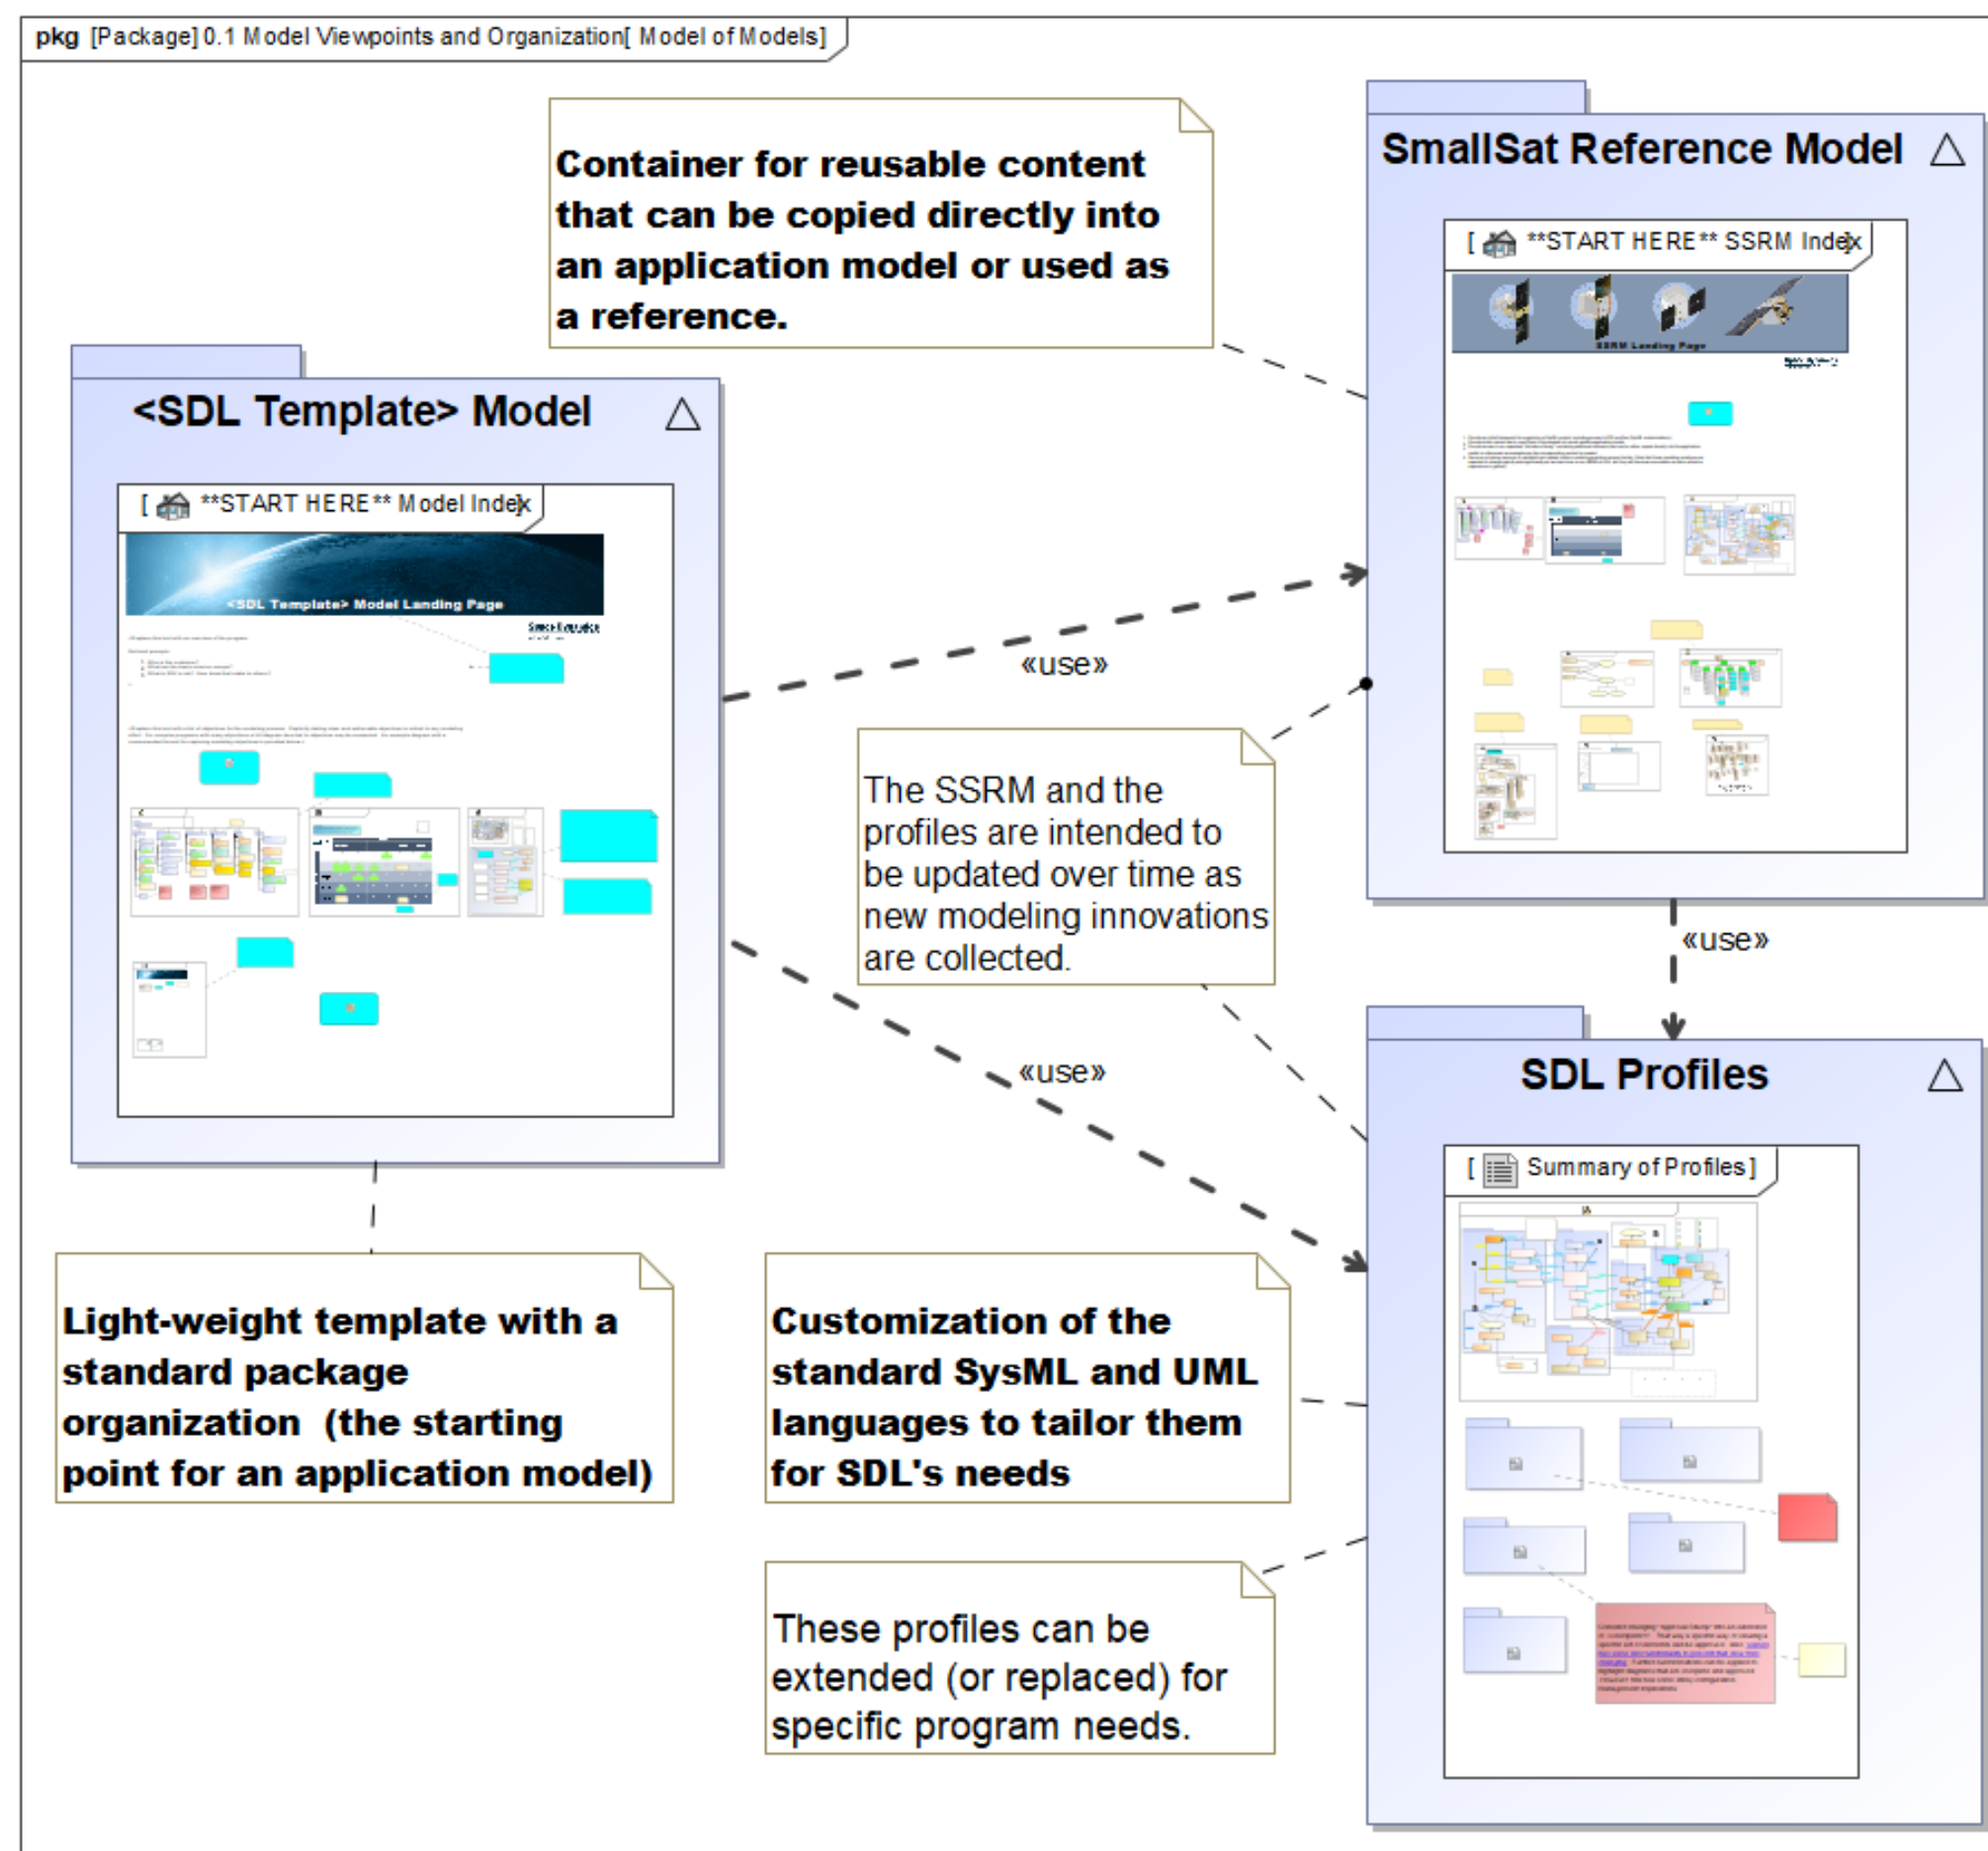 pkg [Package] 0.1 Model Viewpoints and Organization[ Model of Models]
Container for reusable content
that can be copied directly into
an application model or used as
a reference.
SmallSat Reference Model
[ **START HERE** SSRM Index
SSRM Landing Page
<SDL Template> Model
[ **START HERE** Model Index
<SDL Template> Model Landing Page
«use»
The SSRM and the
profiles are intended to
be updated over time as
new modeling innovations
are collected.
«use»
«use»
SDL Profiles
[ Summary of Profiles]
Light-weight template with a
standard package
organization (the starting
point for an application model)
Customization of the
standard SysML and UML
languages to tailor them
for SDL's needs
These profiles can be
extended (or replaced) for
specific program needs.